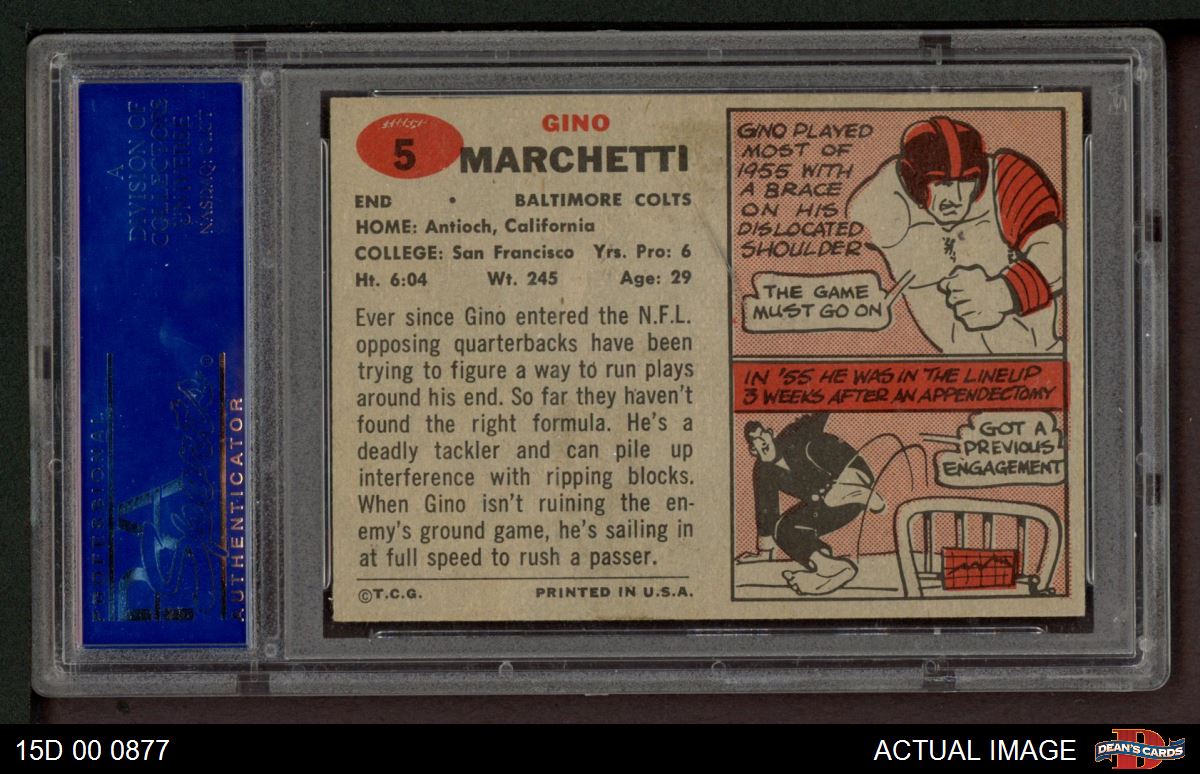 A
DIVISION OF
COLLECTORS
UNIVERSE
NASDAQ: CLCT
PROFESSIONAL
PSA
Sports
AUTHENTICATOR
5
GINO
MARCHETTI
END • BALTIMORE COLTS
HOME: Antioch, California
COLLEGE: San Francisco Yrs. Pro: 6
Ht. 6:04 Wt. 245 Age: 29
Ever since Gino entered the N.F.L.
opposing quarterbacks have been
trying to figure a way to run plays
around his end. So far they haven't
found the right formula. He's a
deadly tackler and can pile up
interference with ripping blocks.
When Gino isn't ruining the en-
emy's ground game, he's sailing in
at full speed to rush a passer.
©T.C.G. PRINTED IN U.S.A.
GINO PLAYED
MOST OF
1955 WITH
A BRACE
ON HIS
DISLOCATED
SHOULDER
THE GAME
MUST GO ON
IN '55 HE WAS IN THE LINEUP
3 WEEKS AFTER AN APPENDECTOMY
GOT A
PREVIOUS
ENGAGEMENT
15D 00 0877
ACTUAL IMAGE
DEAN'S CARDS